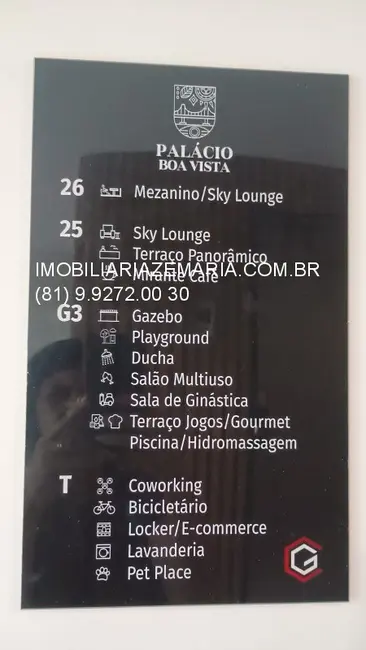 PALÁCIO
BOA VISTA
26 Mezanino/Sky Lounge
25 Sky Lounge
Terraço Panorâmico
IMOBILIARIAZEMARIA.COM.BR
Mirante Café
(81) 9.9272.00 30
G3 Gazebo
Playground
Ducha
Salão Multiuso
Sala de Ginástica
Terraço Jogos/Gourmet
Piscina/Hidromassagem
T Coworking
Bicicletário
Locker/E-commerce
Lavanderia
Pet Place
G